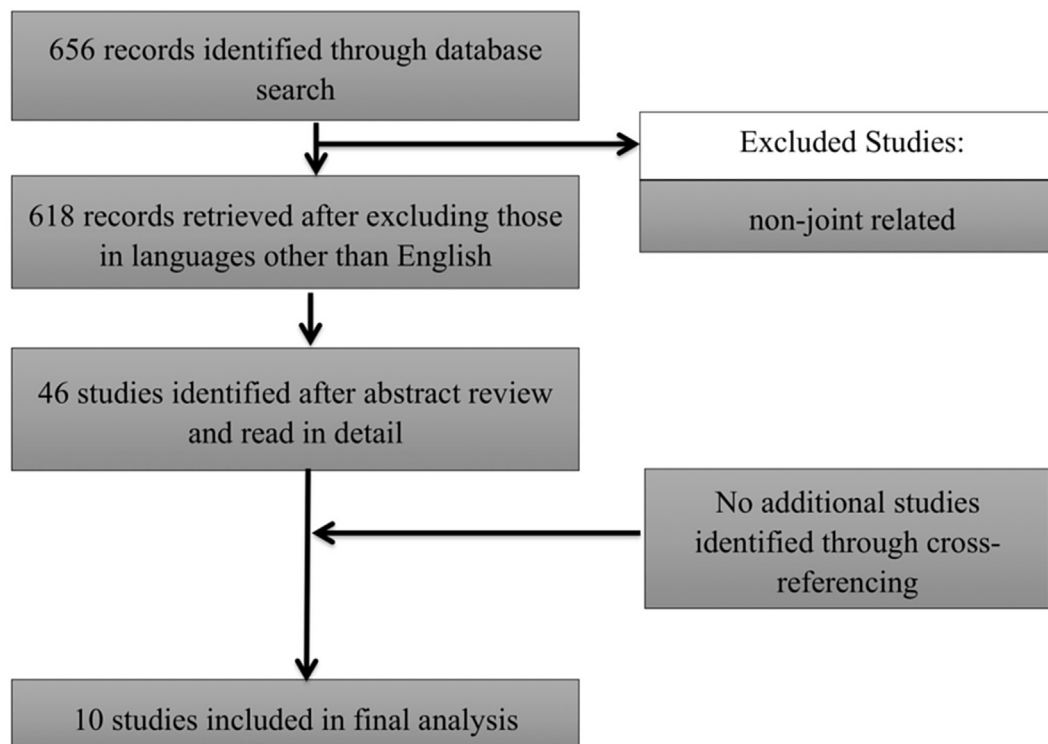 656 records identified through database
search
Excluded Studies:
non-joint related
618 records retrieved after excluding those
in languages other than English
46 studies identified after abstract review
and read in detail
No additional studies
identified through cross-
referencing
10 studies included in final analysis